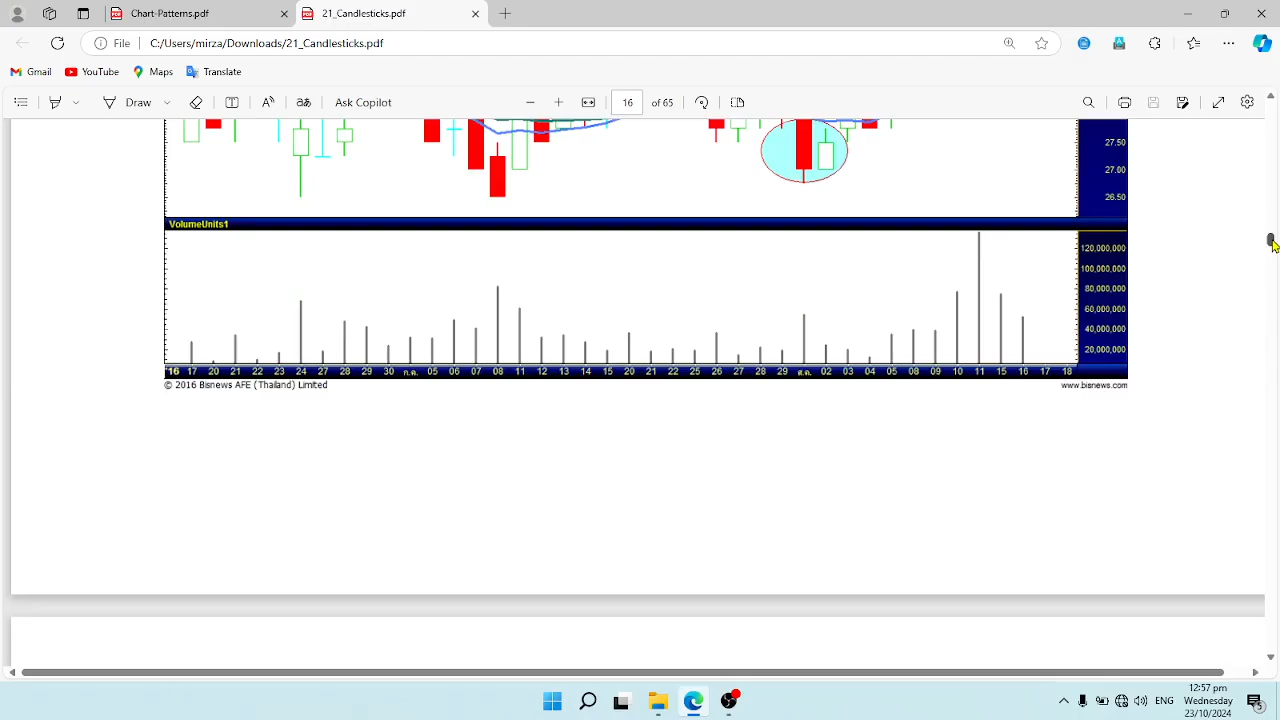 Chart-Patterns.pdf
21_Candlesticks.pdf
File C:/Users/mirza/Downloads/21_Candlesticks.pdf
Gmail YouTube Maps Translate
Draw Ask Copilot 16 of 65
27.50
27.00
26.50
VolumeUnits1
120,000,000
100,000,000
80,000,000
60,000,000
40,000,000
20,000,000
16 17 20 21 22 23 24 27 28 29 30 ก.ค. 05 06 07 08 11 12 13 14 15 20 21 22 25 26 27 28 29 ส.ค. 02 03 04 05 08 09 10 11 15 16 17 18
© 2016 Bisnews AFE (Thailand) Limited www.bisnews.com
ENG
12:57 pm
Wednesday
23/10/2024
5